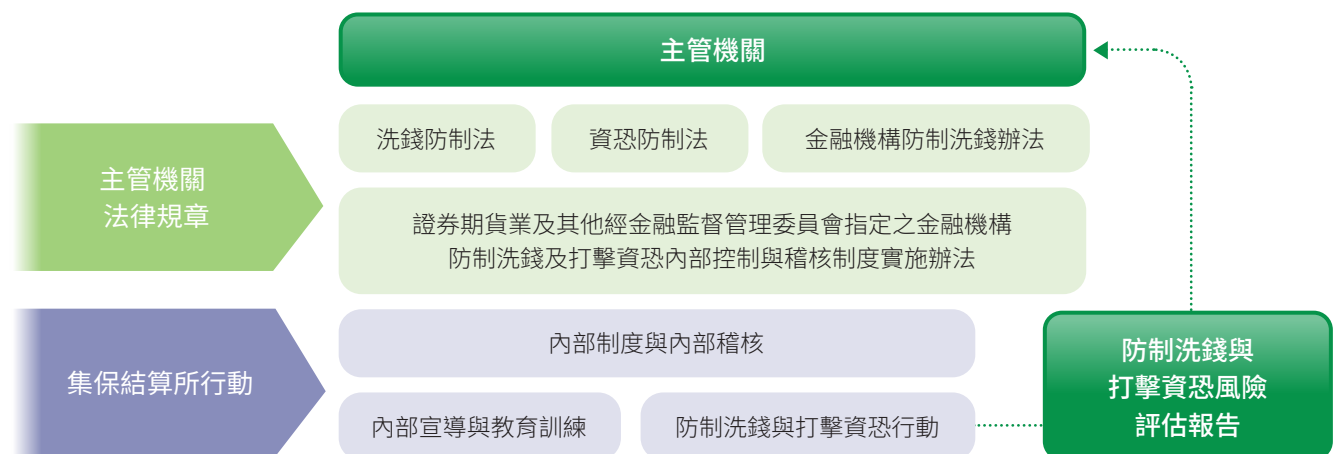 主管機關
主管機關
法律規章
洗錢防制法
資恐防制法
金融機構防制洗錢辦法
證券期貨業及其他經金融監督管理委員會指定之金融機構
防制洗錢及打擊資恐內部控制與稽核制度實施辦法
集保結算所行動
內部制度與內部稽核
內部宣導與教育訓練
防制洗錢與打擊資恐行動
防制洗錢與
打擊資恐風險
評估報告